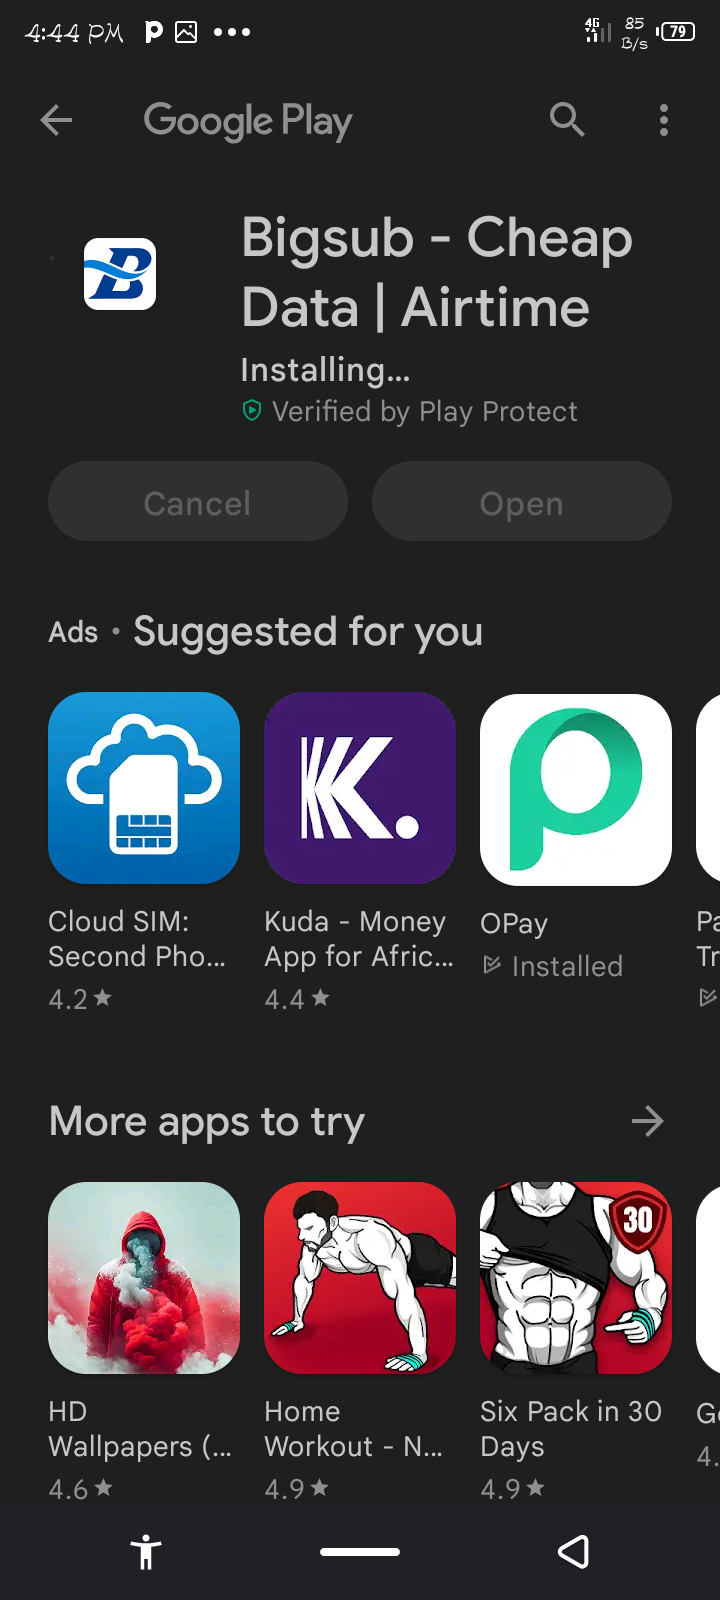 4:44 PM
4G
85
B/s
79
Google Play
Bigsub - Cheap
Data | Airtime
Installing...
Verified by Play Protect
Cancel
Open
Ads • Suggested for you
K.
Cloud SIM:
Second Pho...
4.2★
Kuda - Money
App for Afric...
4.4★
OPay
Installed
Pa
Tr
More apps to try
30
HD
Wallpapers (...
4.6★
Home
Workout - N...
4.9★
Six Pack in 30
Days
4.9★
Go
4.